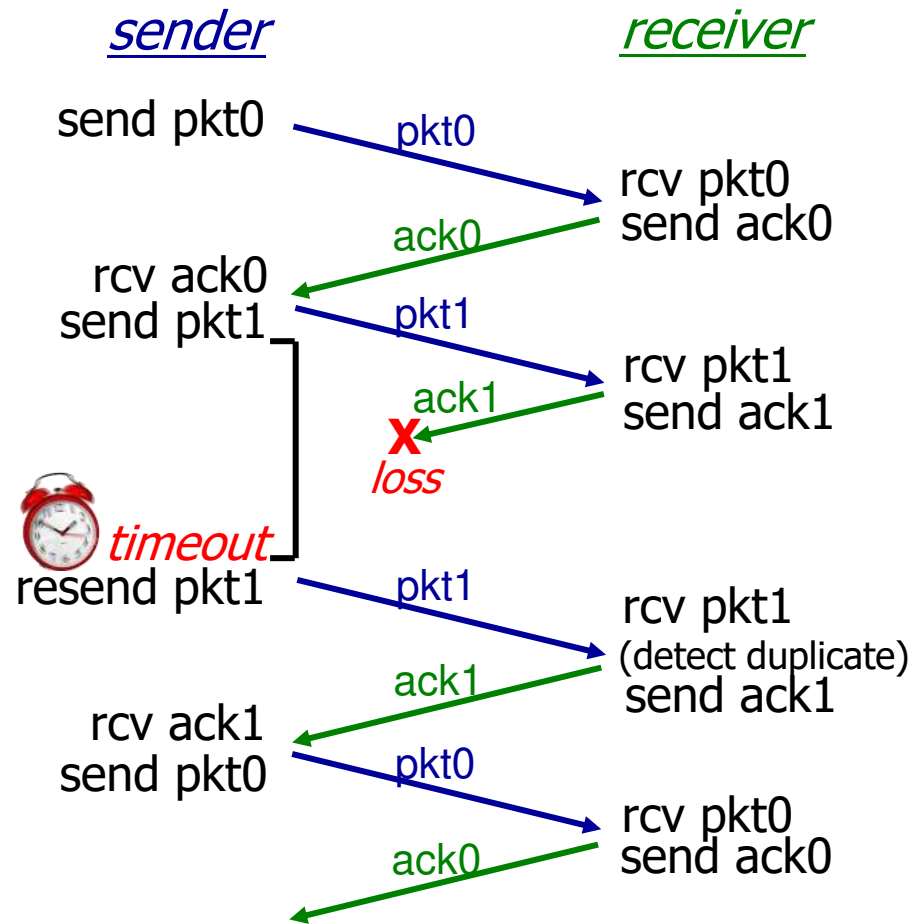 sender
receiver
send pkt0
pkt0
rcv pkt0
send ack0
ack0
rcv ack0
send pkt1
pkt1
rcv pkt1
send ack1
ack1
X
loss
timeout
resend pkt1
pkt1
rcv pkt1
(detect duplicate)
send ack1
ack1
rcv ack1
send pkt0
pkt0
rcv pkt0
send ack0
ack0